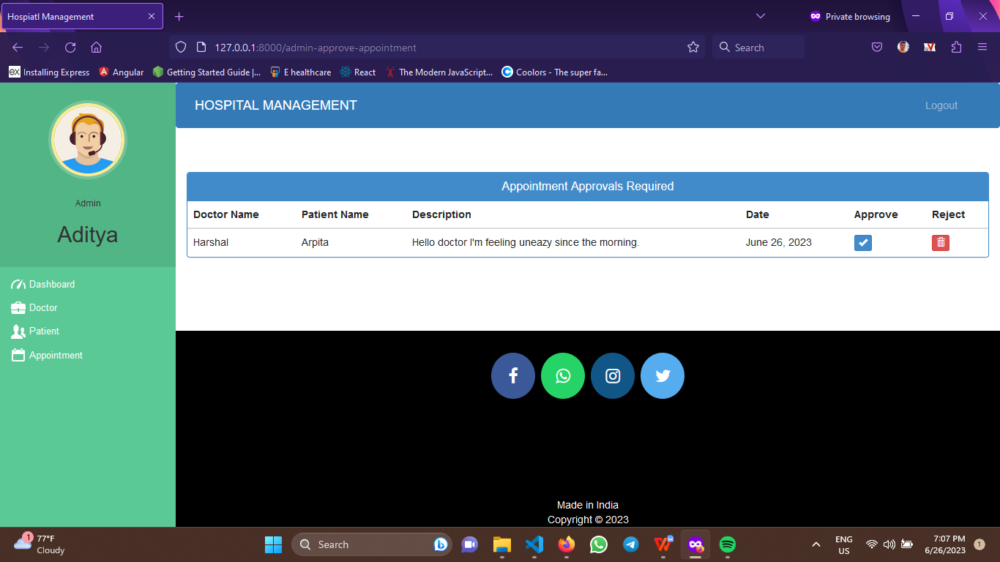 Hospiatl Management
Private browsing
127.0.0.1:8000/admin-approve-appointment
Search
ex Installing Express
Angular
Getting Started Guide |...
E healthcare
React
The Modern JavaScript...
Coolors - The super fa...
HOSPITAL MANAGEMENT
Logout
Admin
Aditya
Dashboard
Doctor
Patient
Appointment
Appointment Approvals Required
Doctor Name Patient Name Description Date Approve Reject
Harshal Arpita Hello doctor I'm feeling uneazy since the morning. June 26, 2023
Made in India
Copyright © 2023
1
77°F
Cloudy
Search
ENG
US
7:07 PM
6/26/2023
1